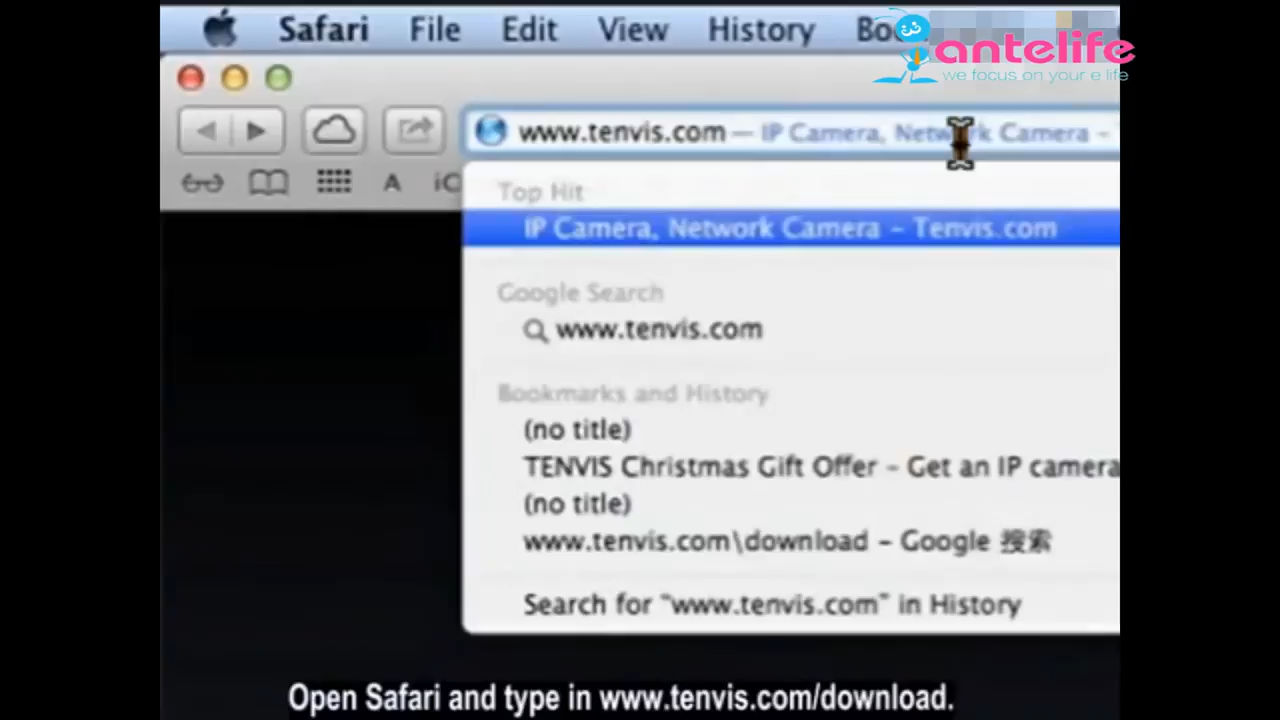 Safari File Edit View History Bo
antelife
we focus on your e life
www.tenvis.com — IP Camera, Network Camera -
A iC
Top Hit
IP Camera, Network Camera - Tenvis.com
Google Search
www.tenvis.com
Bookmarks and History
(no title)
TENVIS Christmas Gift Offer - Get an IP camera
(no title)
www.tenvis.com\download - Google 搜索
Search for "www.tenvis.com" in History
Open Safari and type in www.tenvis.com/download.